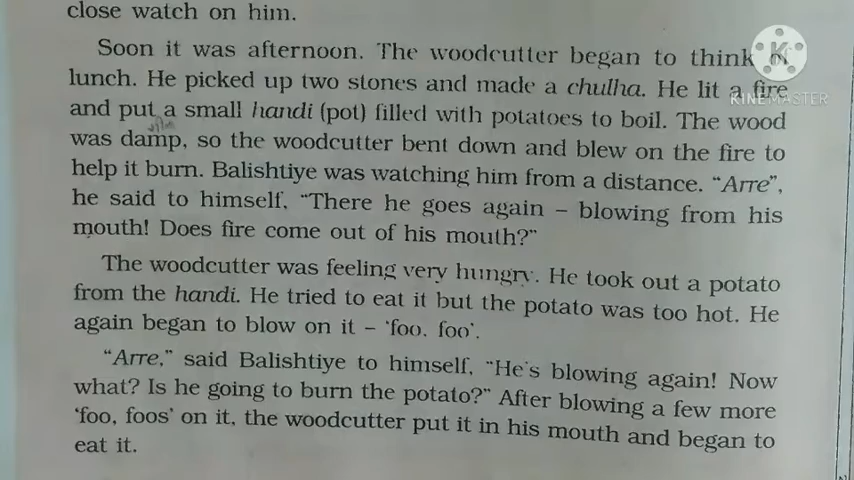 close watch on him.
Soon it was afternoon. The woodcutter began to think
lunch. He picked up two stones and made a chulha. He lit a fire
KINEMASTER
and put a small handi (pot) filled with potatoes to boil. The wood
was damp, so the woodcutter bent down and blew on the fire to
help it burn. Balishtiye was watching him from a distance. “Arre”,
he said to himself, “There he goes again – blowing from his
mouth! Does fire come out of his mouth?”
The woodcutter was feeling very hungry. He took out a potato
from the handi. He tried to eat it but the potato was too hot. He
again began to blow on it – ‘foo. foo’.
“Arre,” said Balishtiye to himself, “He's blowing again! Now
what? Is he going to burn the potato?” After blowing a few more
‘foo, foos’ on it, the woodcutter put it in his mouth and began to
eat it.